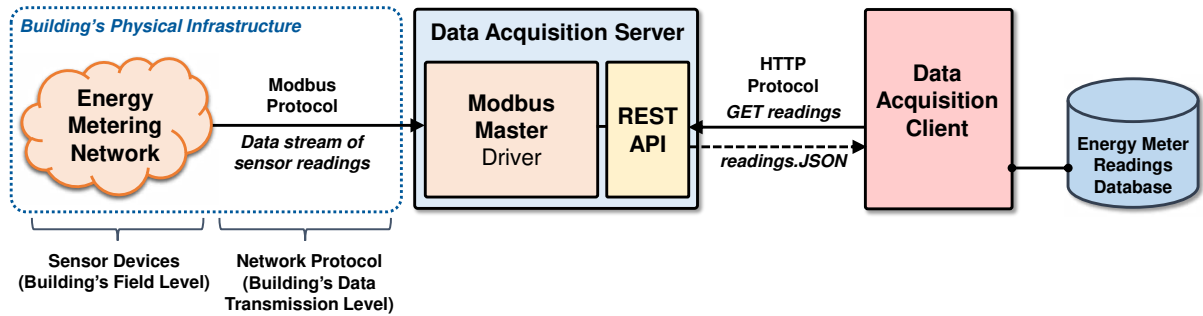 Building's Physical Infrastructure
Energy
Metering
Network
Modbus
Protocol
Data stream of
sensor readings
Sensor Devices
(Building's Field Level)
Network Protocol
(Building's Data
Transmission Level)
Data Acquisition Server
Modbus
Master
Driver
REST
API
HTTP
Protocol
GET readings
readings.JSON
Data
Acquisition
Client
Energy Meter
Readings
Database